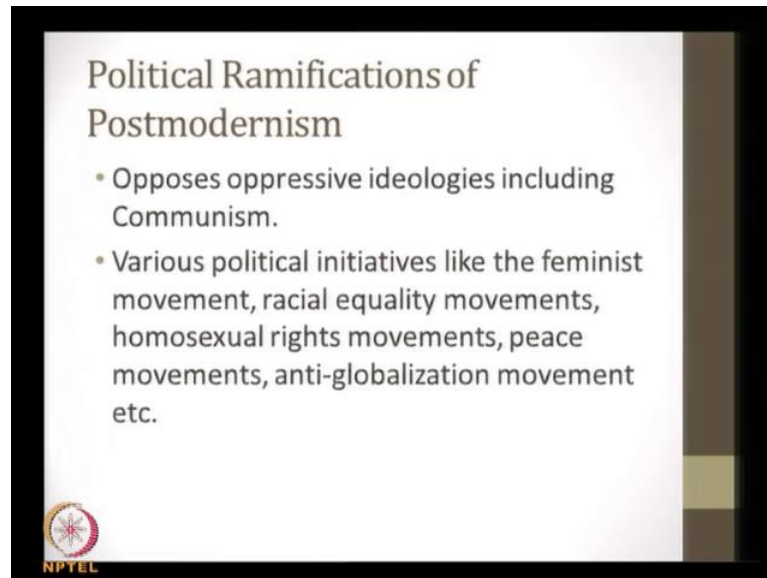 Political Ramifications of
Postmodernism
• Opposes oppressive ideologies including
Communism.
• Various political initiatives like the feminist
movement, racial equality movements,
homosexual rights movements, peace
movements, anti-globalization movement
etc.
NPTEL